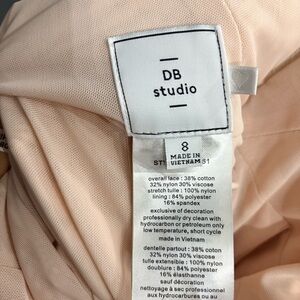 DB
studio
8
MADE IN
VIETNAM
overall lace : 38% cotton
32% nylon 30% viscose
stretch tulle : 100% nylon
lining : 84% polyester
16% spandex
exclusive of decoration
professionally dry clean with
hydrocarbon or petroleum only
low temperature, short cycle
made in Vietnam
dentelle partout : 38% coton
32% nylon 30% viscose
tulle extensible : 100% nylon
doublure : 84% polyester
16% élasthanne
sauf décoration
nettoyage à sec professionnel
aux hydrocarbures ou au